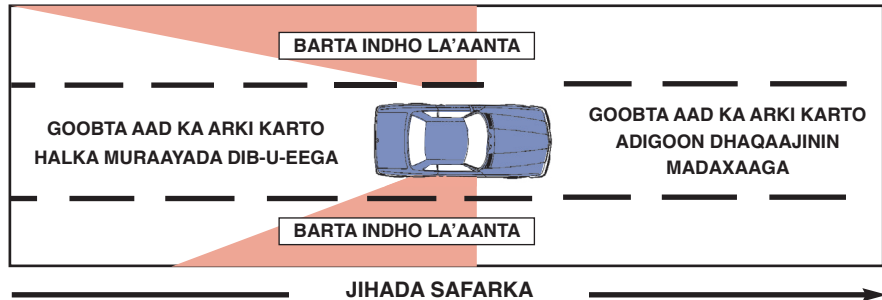 BARTA INDHO LA'AANTA
GOOBTA AAD KA ARKI KARTO
HALKA MURAAYADA DIB-U-EEGA
GOOBTA AAD KA ARKI KARTO
ADIGOON DHAQAAJININ
MADAXAAGA
BARTA INDHO LA'AANTA
JIHADA SAFARKA